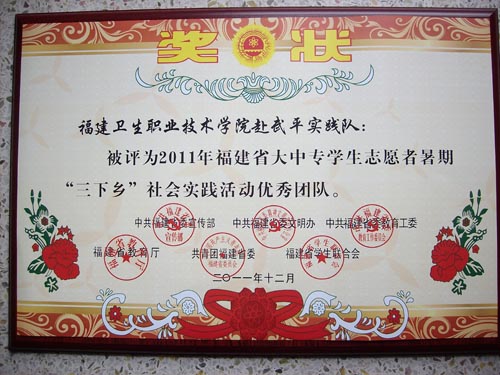 奖 状
福建卫生职业技术学院赴武平实践队：
被评为2011年福建省大中专学生志愿者暑期
“三下乡”社会实践活动优秀团队。
中共福建省委宣传部 中共福建省委文明办 中共福建省委教育工委
福建省教育厅 共青团福建省委 福建省学生联合会
二〇一一年十二月